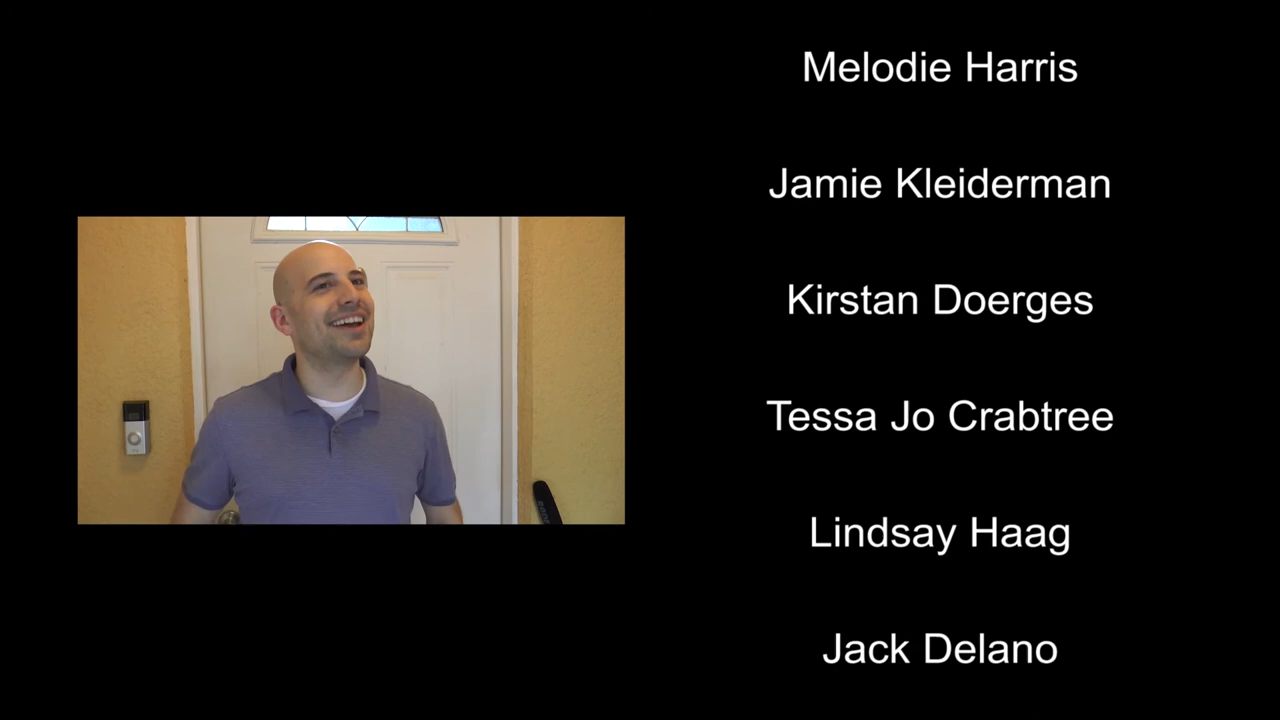 Melodie Harris
Jamie Kleiderman
Kirstan Doerges
Tessa Jo Crabtree
Lindsay Haag
Jack Delano